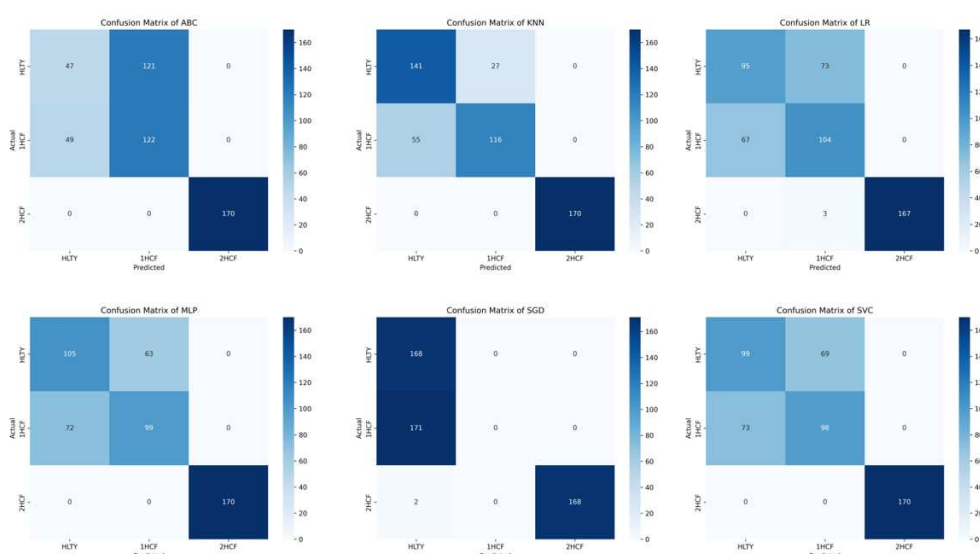 Confusion Matrix of ABC
HLTY
47
121
0
Actual
1HCF
49
122
0
2HCF
0
0
170
HLTY
1HCF
2HCF
Predicted
160
140
120
100
80
60
40
20
0
Confusion Matrix of KNN
HLTY
141
27
0
Actual
1HCF
55
116
0
2HCF
0
0
170
HLTY
1HCF
2HCF
Predicted
160
140
120
100
80
60
40
20
0
Confusion Matrix of LR
HLTY
95
73
0
Actual
1HCF
67
104
0
2HCF
0
3
167
HLTY
1HCF
2HCF
Predicted
Confusion Matrix of MLP
HLTY
105
63
0
Actual
1HCF
72
99
0
2HCF
0
0
170
HLTY
1HCF
2HCF
160
140
120
100
80
60
40
20
0
Confusion Matrix of SGD
HLTY
168
0
0
Actual
1HCF
171
0
0
2HCF
2
0
168
HLTY
1HCF
2HCF
160
140
120
100
80
60
40
20
0
Confusion Matrix of SVC
HLTY
99
69
0
Actual
1HCF
73
98
0
2HCF
0
0
170
HLTY
1HCF
2HCF